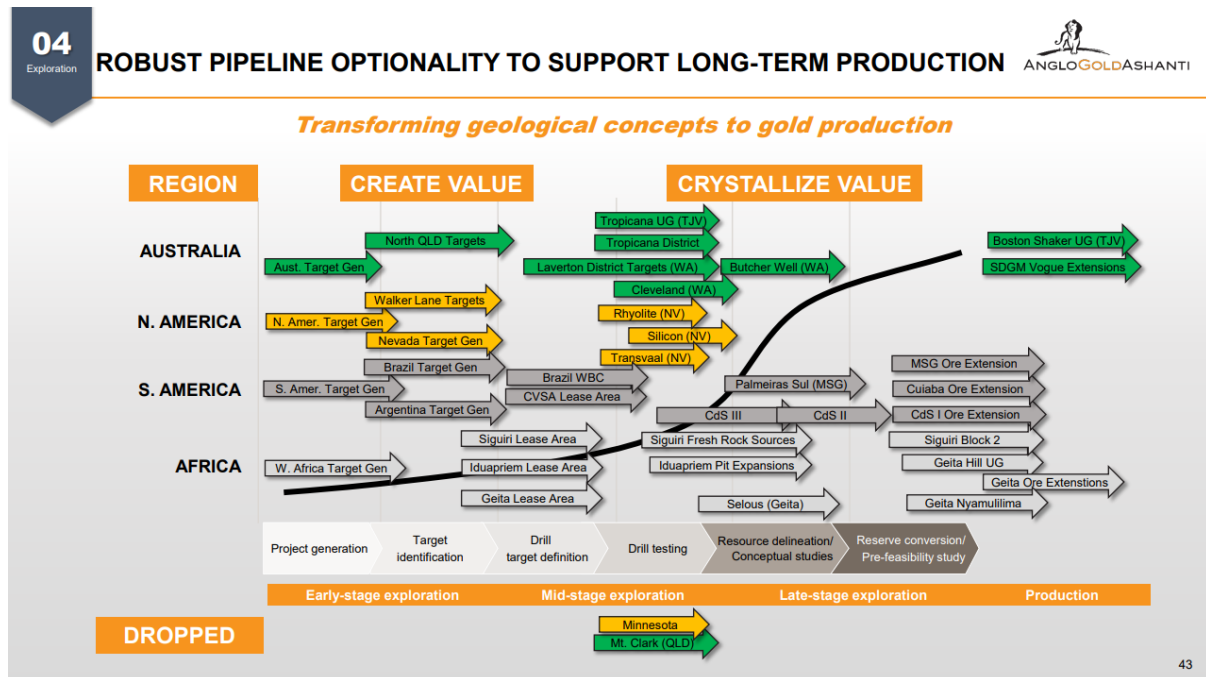 04
Exploration
ROBUST PIPELINE OPTIONALITY TO SUPPORT LONG-TERM PRODUCTION
ANGLOGOLDASHANTI
Transforming geological concepts to gold production
REGION
CREATE VALUE
CRYSTALLIZE VALUE
AUSTRALIA
Aust. Target Gen
North QLD Targets
Tropicana UG (TJV)
Tropicana District
Laverton District Targets (WA)
Butcher Well (WA)
Cleveland (WA)
Boston Shaker UG (TJV)
SDGM Vogue Extensions
N. AMERICA
N. Amer. Target Gen
Walker Lane Targets
Nevada Target Gen
Rhyolite (NV)
Silicon (NV)
Transvaal (NV)
S. AMERICA
S. Amer. Target Gen
Brazil Target Gen
Argentina Target Gen
Brazil WBC
CVSA Lease Area
Palmeiras Sul (MSG)
CdS III
CdS II
MSG Ore Extension
Cuiaba Ore Extension
CdS I Ore Extension
AFRICA
W. Africa Target Gen
Siguiri Lease Area
Iduapriem Lease Area
Geita Lease Area
Siguiri Fresh Rock Sources
Iduapriem Pit Expansions
Selous (Geita)
Siguiri Block 2
Geita Hill UG
Geita Ore Extenstions
Geita Nyamulilima
Project generation
Target
identification
Drill
target definition
Drill testing
Resource delineation/
Conceptual studies
Reserve conversion/
Pre-feasibility study
Early-stage exploration
Mid-stage exploration
Late-stage exploration
Production
DROPPED
Minnesota
Mt. Clark (QLD)
43